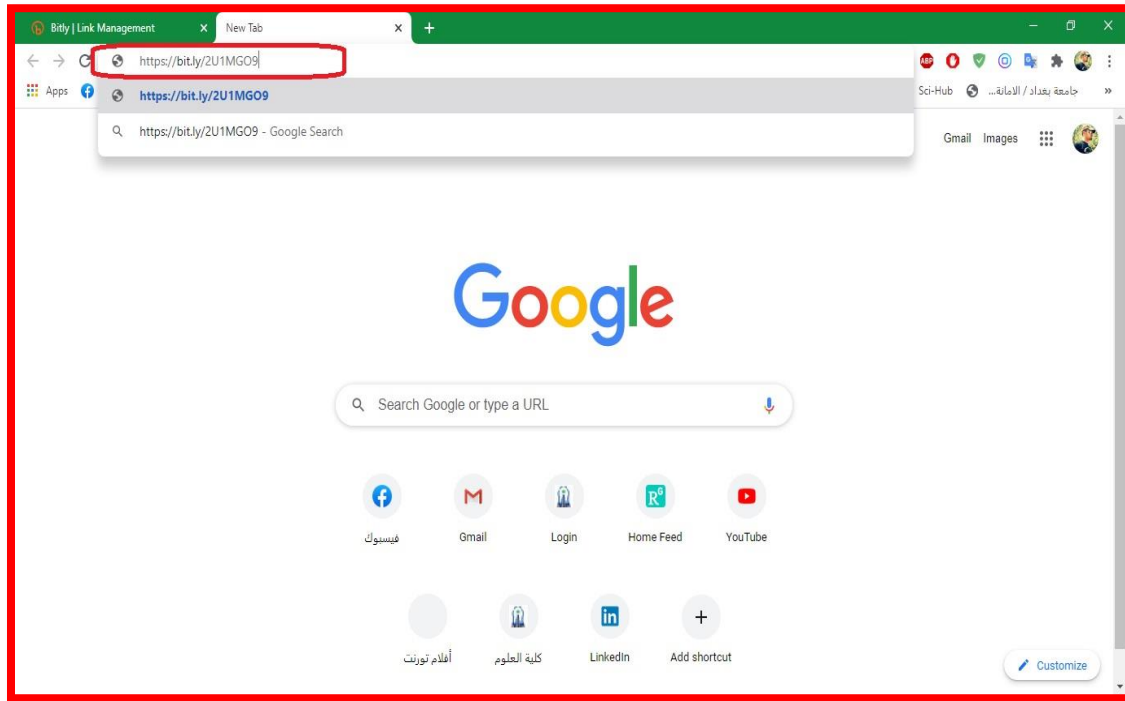 Bitly | Link Management
New Tab
https://bit.ly/2U1MGO9
ABP
Apps
Sci-Hub
جامعة بغداد / الامانة...
https://bit.ly/2U1MGO9
https://bit.ly/2U1MGO9 - Google Search
Gmail Images
Google
Search Google or type a URL
فيسبوك
Gmail
Login
Home Feed
YouTube
أفلام تورنت
كلية العلوم
LinkedIn
Add shortcut
Customize